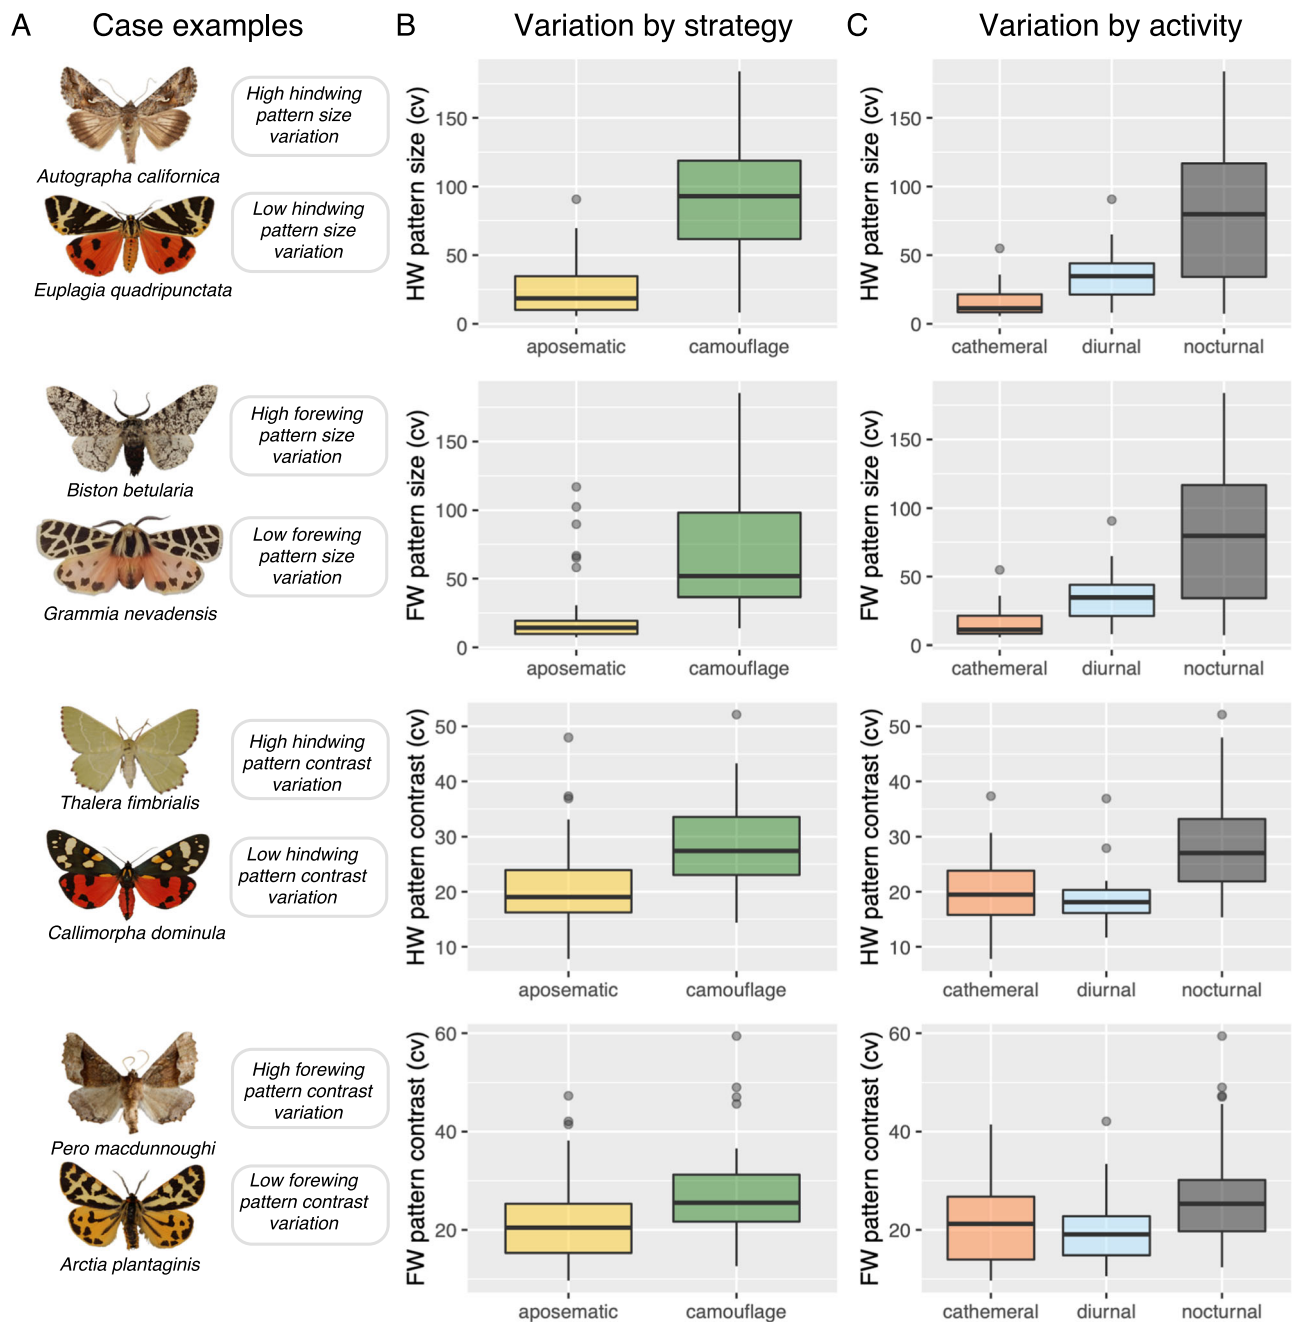 A
Case examples
B
Variation by strategy
C
Variation by activity
High hindwing
pattern size
variation
Autographa californica
Low hindwing
pattern size
variation
Euplagia quadripunctata
HW pattern size (cv)
150
100
50
0
aposematic
camouflage
HW pattern size (cv)
150
100
50
0
cathemeral
diurnal
nocturnal
High forewing
pattern size
variation
Biston betularia
Low forewing
pattern size
variation
Grammia nevadensis
FW pattern size (cv)
150
100
50
0
aposematic
camouflage
FW pattern size (cv)
150
100
50
0
cathemeral
diurnal
nocturnal
High hindwing
pattern contrast
variation
Thalera fimbrialis
Low hindwing
pattern contrast
variation
Callimorpha dominula
HW pattern contrast (cv)
50
40
30
20
10
aposematic
camouflage
HW pattern contrast (cv)
50
40
30
20
10
cathemeral
diurnal
nocturnal
High forewing
pattern contrast
variation
Pero macdunnoughi
Low forewing
pattern contrast
variation
Arctia plantaginis
FW pattern contrast (cv)
60
40
20
aposematic
camouflage
FW pattern contrast (cv)
60
40
20
cathemeral
diurnal
nocturnal